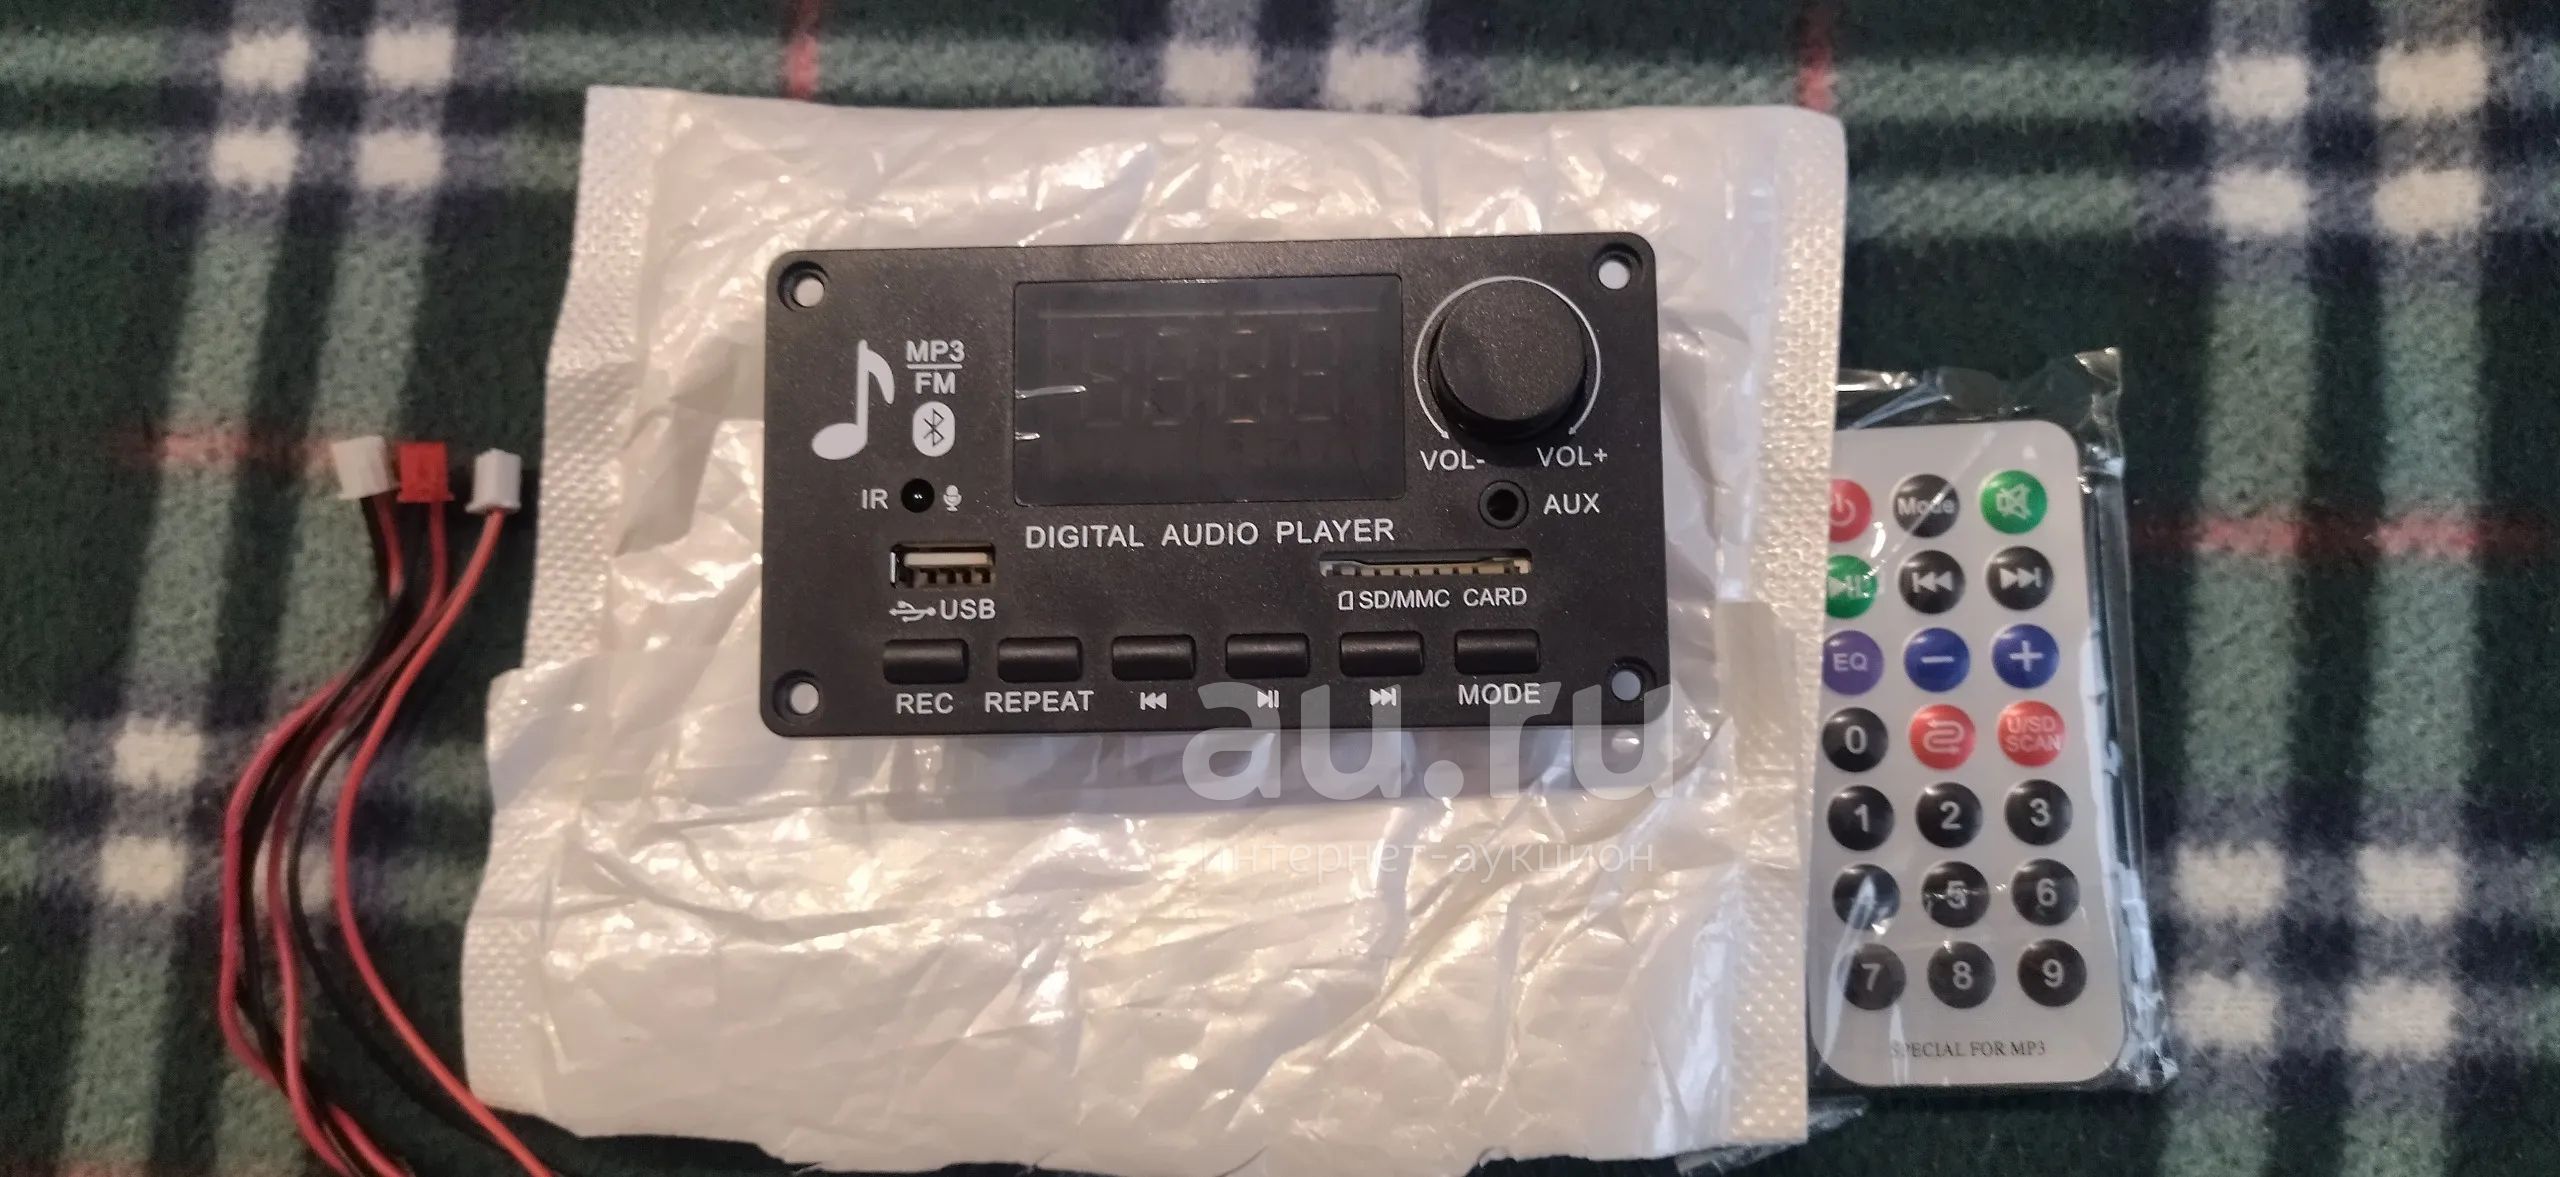 MP3
FM
IR
VOL-
VOL+
AUX
DIGITAL AUDIO PLAYER
USB
SD/MMC CARD
REC
REPEAT
MODE
Mode
EQ
0
U/SD
SCAN
1
2
3
5
6
7
8
9
SPECIAL FOR MP3
au.ru
интернет-аукцион